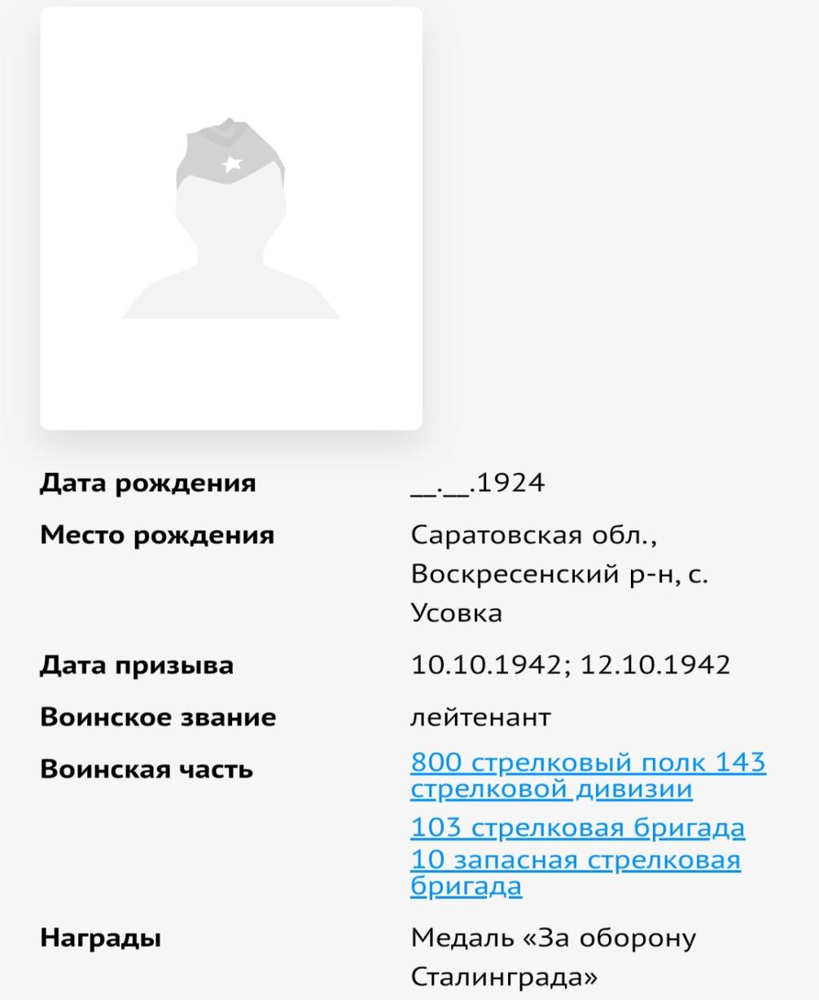 Дата рождения __.__.1924
Место рождения Саратовская обл.,
Воскресенский р-н, с.
Усовка
Дата призыва 10.10.1942; 12.10.1942
Воинское звание лейтенант
Воинская часть 800 стрелковый полк 143
стрелковой дивизии
103 стрелковая бригада
10 запасная стрелковая
бригада
Награды Медаль «За оборону
Сталинграда»